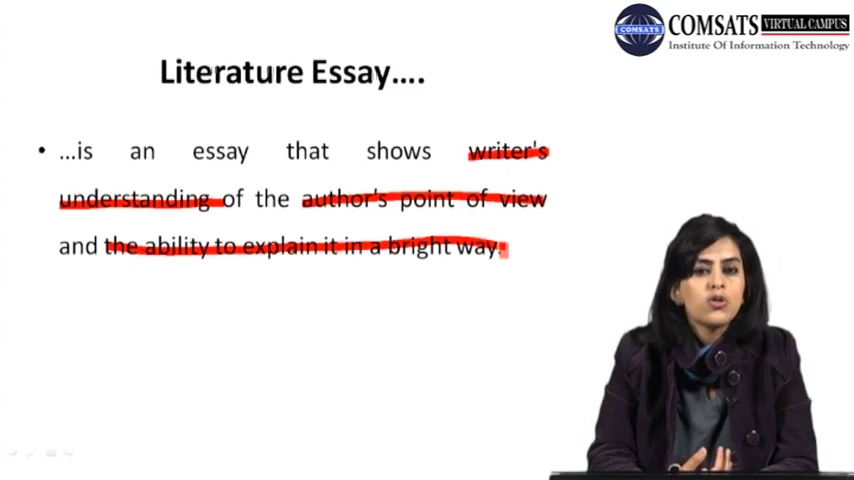 COMSATS VIRTUAL CAMPUS
COMSATS
Institute Of Information Technology
Literature Essay....
• ...is an essay that shows writer's
understanding of the author's point of view
and the ability to explain it in a bright way.